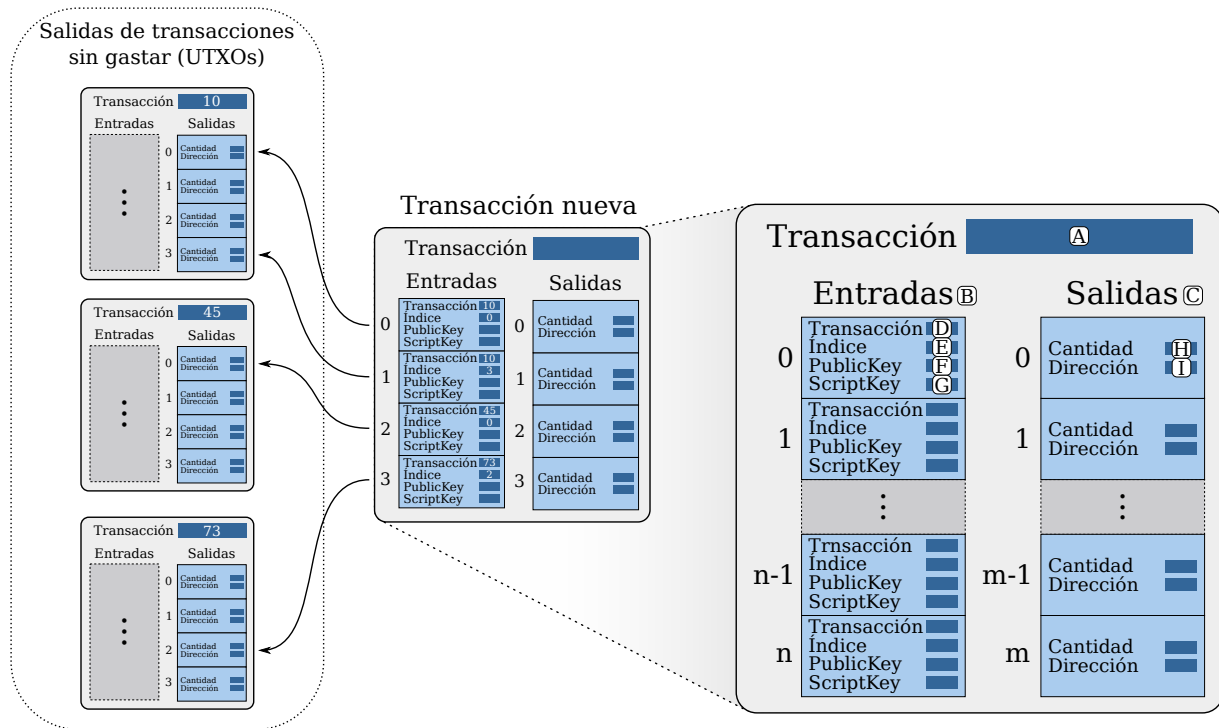 Salidas de transacciones
sin gastar (UTXOs)
Transacción 10
Entradas Salidas
0 Cantidad
Dirección
1 Cantidad
Dirección
2 Cantidad
Dirección
3 Cantidad
Dirección
Transacción 45
Entradas Salidas
0 Cantidad
Dirección
1 Cantidad
Dirección
2 Cantidad
Dirección
3 Cantidad
Dirección
Transacción 73
Entradas Salidas
0 Cantidad
Dirección
1 Cantidad
Dirección
2 Cantidad
Dirección
3 Cantidad
Dirección
Transacción nueva
Transacción
Entradas Salidas
0 Transacción 10
Índice 0
PublicKey
ScriptKey
1 Transacción 10
Índice 3
PublicKey
ScriptKey
2 Transacción 45
Índice 0
PublicKey
ScriptKey
3 Transacción 73
Índice 2
PublicKey
ScriptKey
0 Cantidad
Dirección
1 Cantidad
Dirección
2 Cantidad
Dirección
3 Cantidad
Dirección
Transacción A
Entradas B Salidas C
0 Transacción D
Índice E
PublicKey F
ScriptKey G
1 Transacción
Índice
PublicKey
ScriptKey
n-1 Trnsacción
Índice
PublicKey
ScriptKey
n Transacción
Índice
PublicKey
ScriptKey
0 Cantidad H
Dirección I
1 Cantidad
Dirección
m-1 Cantidad
Dirección
m Cantidad
Dirección